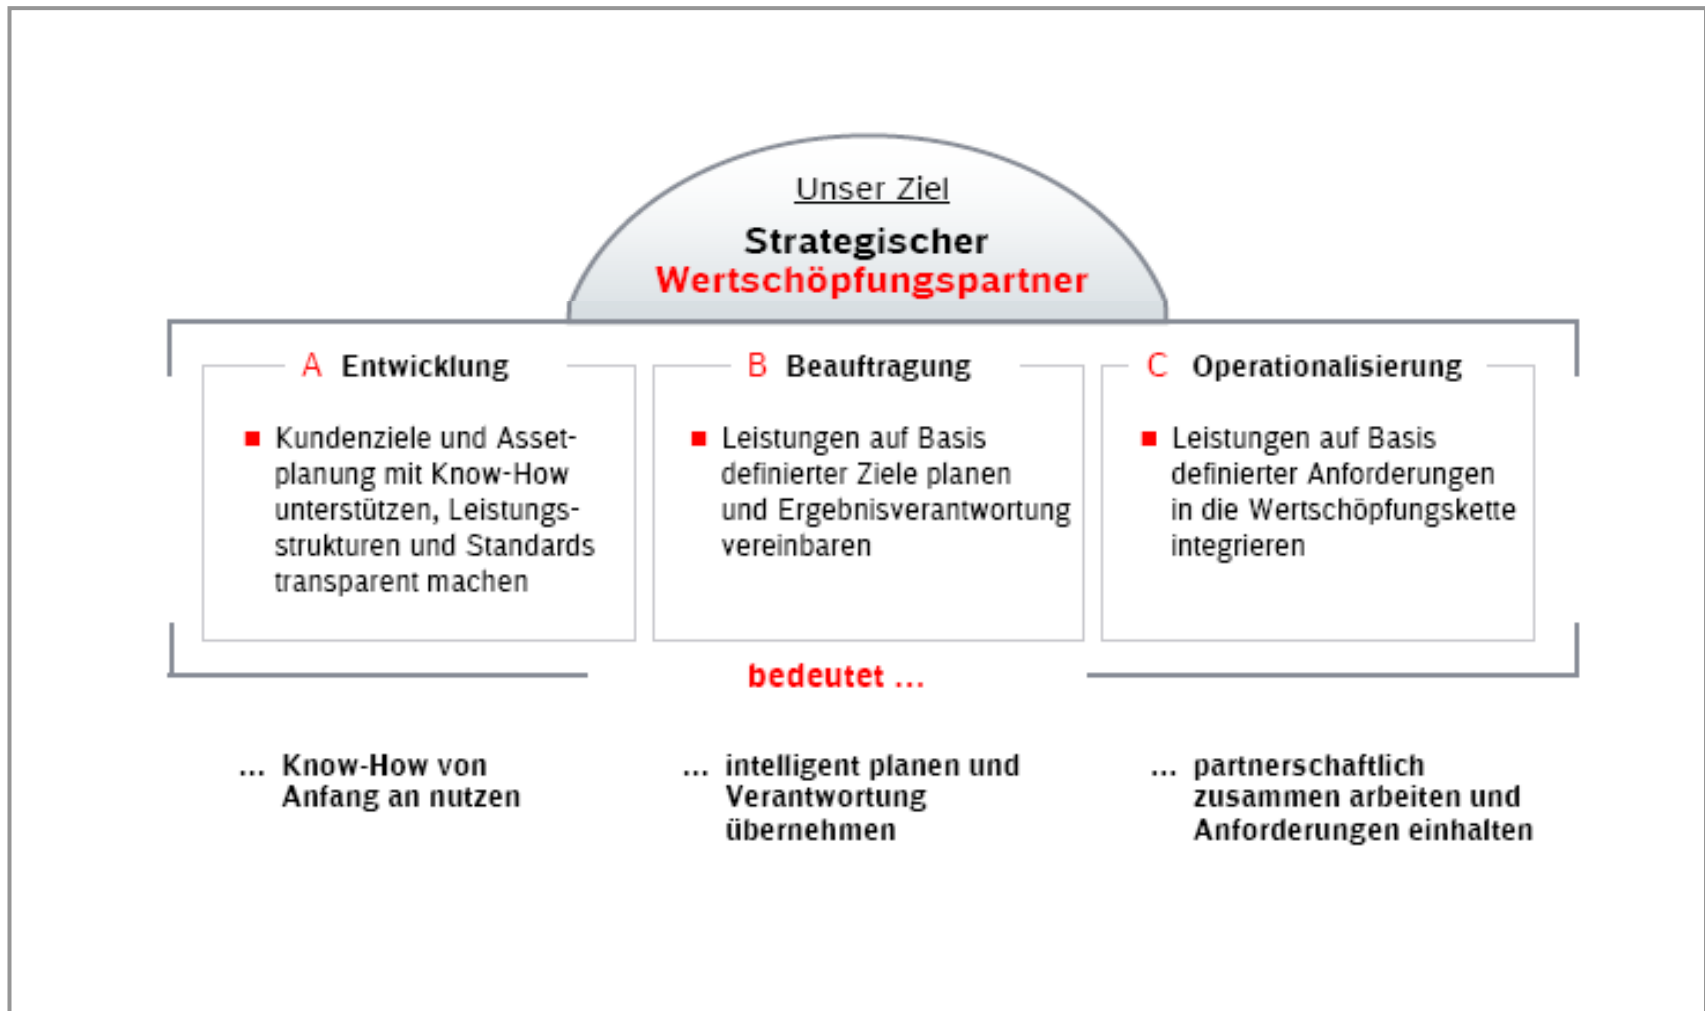 Unser Ziel
Strategischer
Wertschöpfungspartner
A Entwicklung
Kundenziele und Asset-
planung mit Know-How
unterstützen, Leistungs-
strukturen und Standards
transparent machen
B Beauftragung
Leistungen auf Basis
definierter Ziele planen
und Ergebnisverantwortung
vereinbaren
C Operationalisierung
Leistungen auf Basis
definierter Anforderungen
in die Wertschöpfungskette
integrieren
bedeutet ...
... Know-How von
Anfang an nutzen
... intelligent planen und
Verantwortung
übernehmen
... partnerschaftlich
zusammen arbeiten und
Anforderungen einhalten